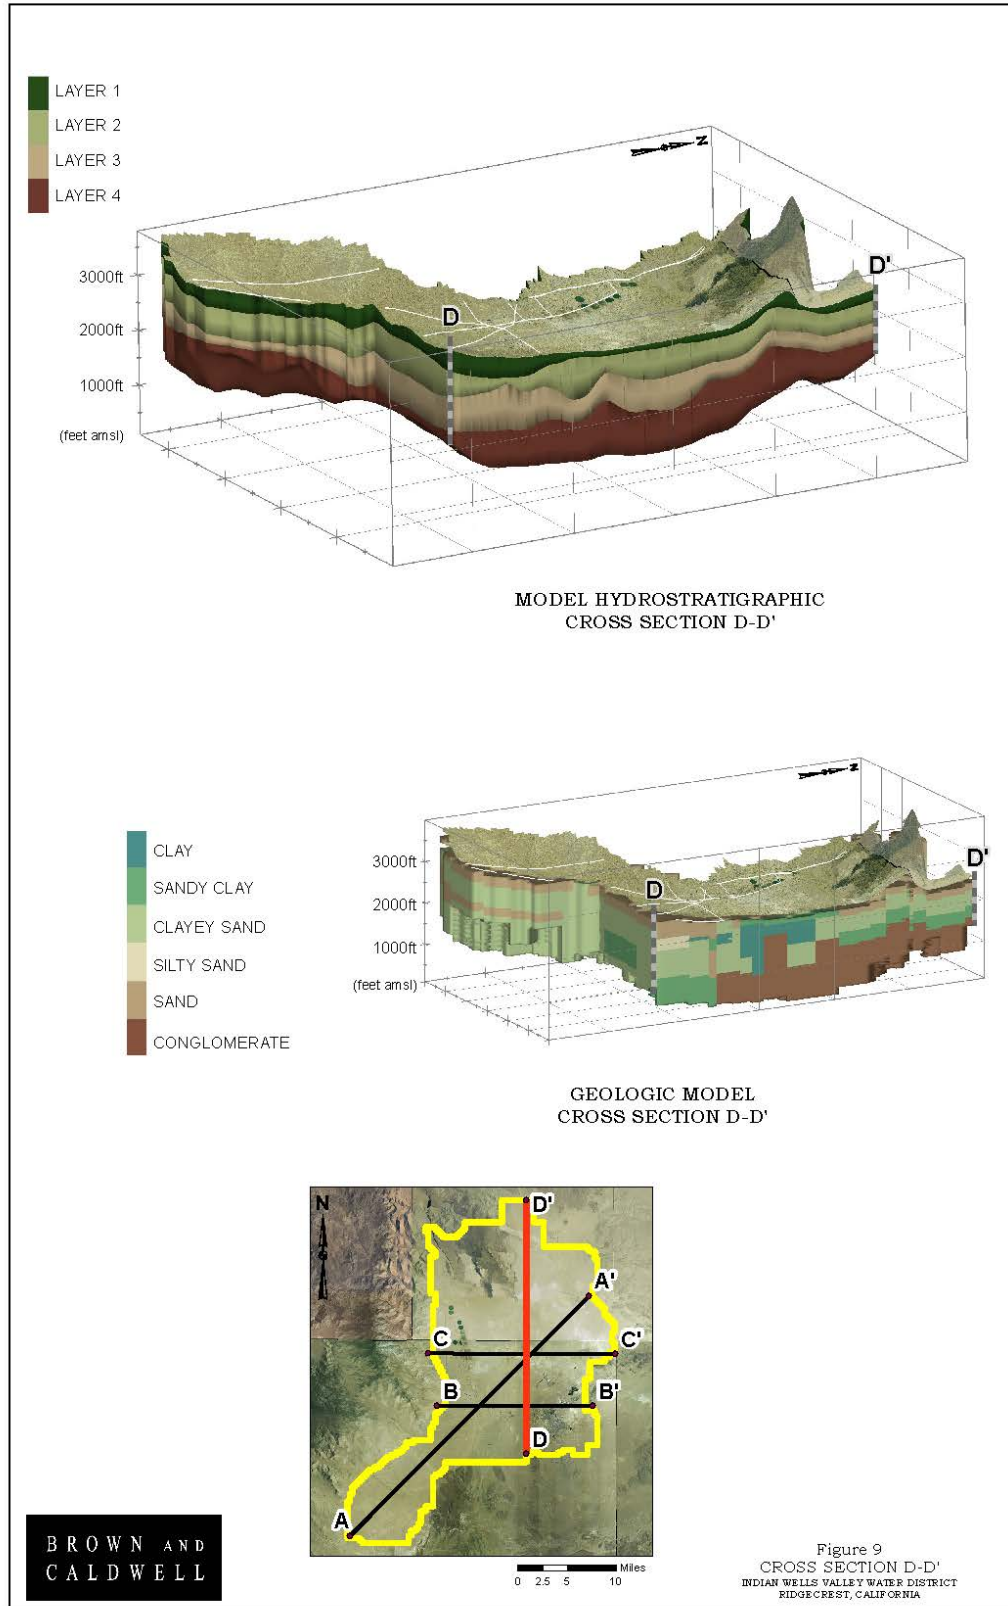 LAYER 1
LAYER 2
LAYER 3
LAYER 4
N
D'
D
3000ft
2000ft
1000ft
(feet amsl)
MODEL HYDROSTRATIGRAPHIC
CROSS SECTION D-D'
N
CLAY
SANDY CLAY
CLAYEY SAND
SILTY SAND
SAND
CONGLOMERATE
D'
D
3000ft
2000ft
1000ft
(feet amsl)
GEOLOGIC MODEL
CROSS SECTION D-D'
N
D'
A'
C
C'
B
B'
D
A
Miles
0 2.5 5 10
BROWN AND
CALDWELL
Figure 9
CROSS SECTION D-D'
INDIAN WELLS VALLEY WATER DISTRICT
RIDGECREST, CALIFORNIA